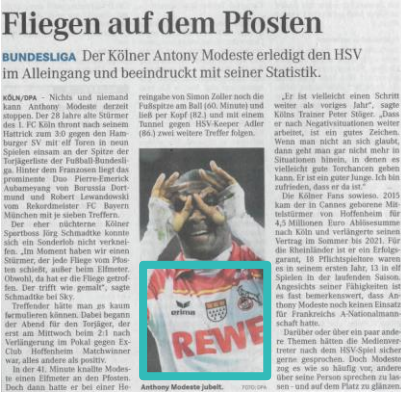 Fliegen auf dem Pfosten
BUNDESLIGA Der Kölner Antony Modeste erledigt den HSV
im Alleingang und beeindruckt mit seiner Statistik.
KÖLN/DPA - Nichts und niemand
kann Anthony Modeste derzeit
stoppen. Der 28 Jahre alte Stürmer
des 1. FC Köln thront nach seinem
Hattrick zum 3:0 gegen den Ham-
burger SV mit elf Toren in neun
Spielen einsam an der Spitze der
Torjägerliste der Fußball-Bundesli-
ga. Hinter dem Franzosen liegt das
prominente Duo Pierre-Emerick
Aubameyang von Borussia Dort-
mund und Robert Lewandowski
vom Rekordmeister FC Bayern
München mit je sieben Treffern.
Der eher nüchterne Kölner
Sportboss Jörg Schmadtke konnte
sich ein Sonderlob nicht verknei-
fen. „Im Moment haben wir einen
Stürmer, der jede Fliege vom Pfos-
ten schießt, außer beim Elfmeter.
Obwohl, da hat er die Fliege getrof-
fen. Der trifft wie gemalt“, sagte
Schmadtke bei Sky.
Treffender hätte man es kaum
formulieren können. Dabei begann
der Abend für den Torjäger, der
erst am Mittwoch beim 2:1 nach
Verlängerung im Pokal gegen Ex-
Club Hoffenheim Matchwinner
war, alles andere als positiv.
In der 41. Minute knallte Modes-
te einen Elfmeter an den Pfosten.
Doch dann hatte er bei einer He-
reingabe von Simon Zoller noch die
Fußspitze am Ball (60. Minute) und
ließ per Kopf (82.) und mit einem
Tunnel gegen HSV-Keeper Adler
(86.) zwei weitere Treffer folgen.
erima
REWE
Anthony Modeste jubelt. FOTO: DPA
„Er ist vielleicht einen Schritt
weiter als voriges Jahr“, sagte
Kölns Trainer Peter Stöger. „Dass
er nach Negativsituationen weiter
arbeitet, ist ein gutes Zeichen.
Wenn man nicht an sich glaubt,
dann geht man gar nicht mehr in
Situationen hinein, in denen es
vielleicht gute Torchancen geben
kann. Er ist ein guter Junge. Ich bin
zufrieden, dass er da ist.“
Die Kölner Fans sowieso. 2015
kam der in Cannes geborene Mit-
telstürmer von Hoffenheim für
4,5 Millionen Euro Ablösesumme
nach Köln und verlängerte seinen
Vertrag im Sommer bis 2021. Für
die Rheinländer ist er ein Erfolgs-
garant, 18 Pflichtspieltore waren
es in seinem ersten Jahr, 13 in elf
Spielen in der laufenden Saison.
Angesichts seiner Fähigkeiten ist
es fast bemerkenswert, dass An-
thony Modeste noch keinen Einsatz
für Frankreichs A-Nationalmann-
schaft hatte.
Darüber oder über ein paar ande-
re Themen hätten die Medienver-
treter nach dem HSV-Spiel sicher
gerne gesprochen. Doch Modeste
zog es wie so häufig vor, andere
über seine Person sprechen zu las-
sen - und auf dem Platz zu glänzen.